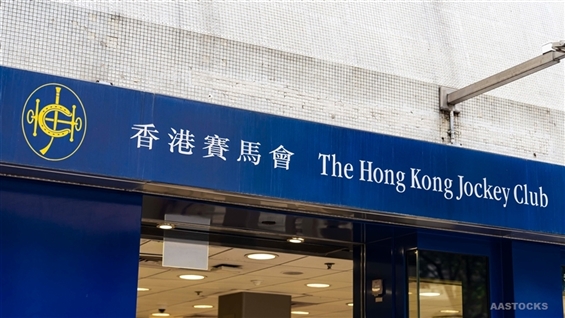 香港賽馬會 The Hong Kong Jockey Club
AASTOCKS